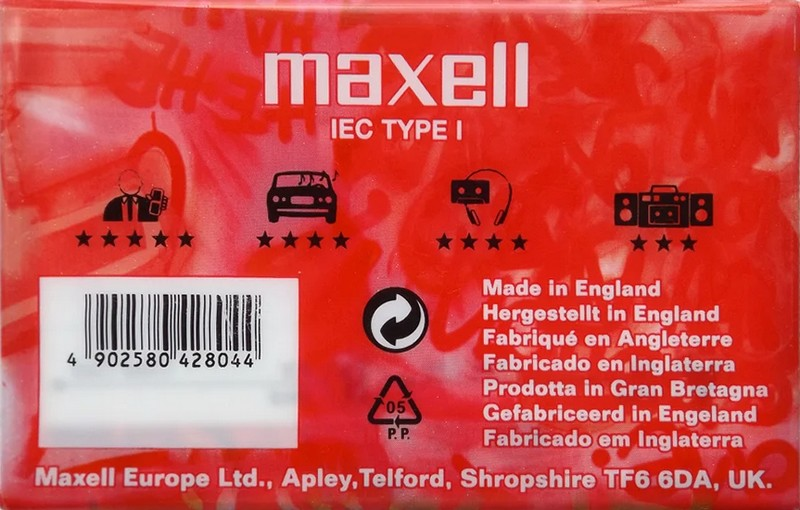 maxell
IEC TYPE I
4 902580 428044
05
P.P.
Made in England
Hergestellt in England
Fabriqué en Angleterre
Fabricado en Inglaterra
Prodotta in Gran Bretagna
Gefabriceerd in Engeland
Fabricado em Inglaterra
Maxell Europe Ltd., Apley,Telford, Shropshire TF6 6DA, UK.